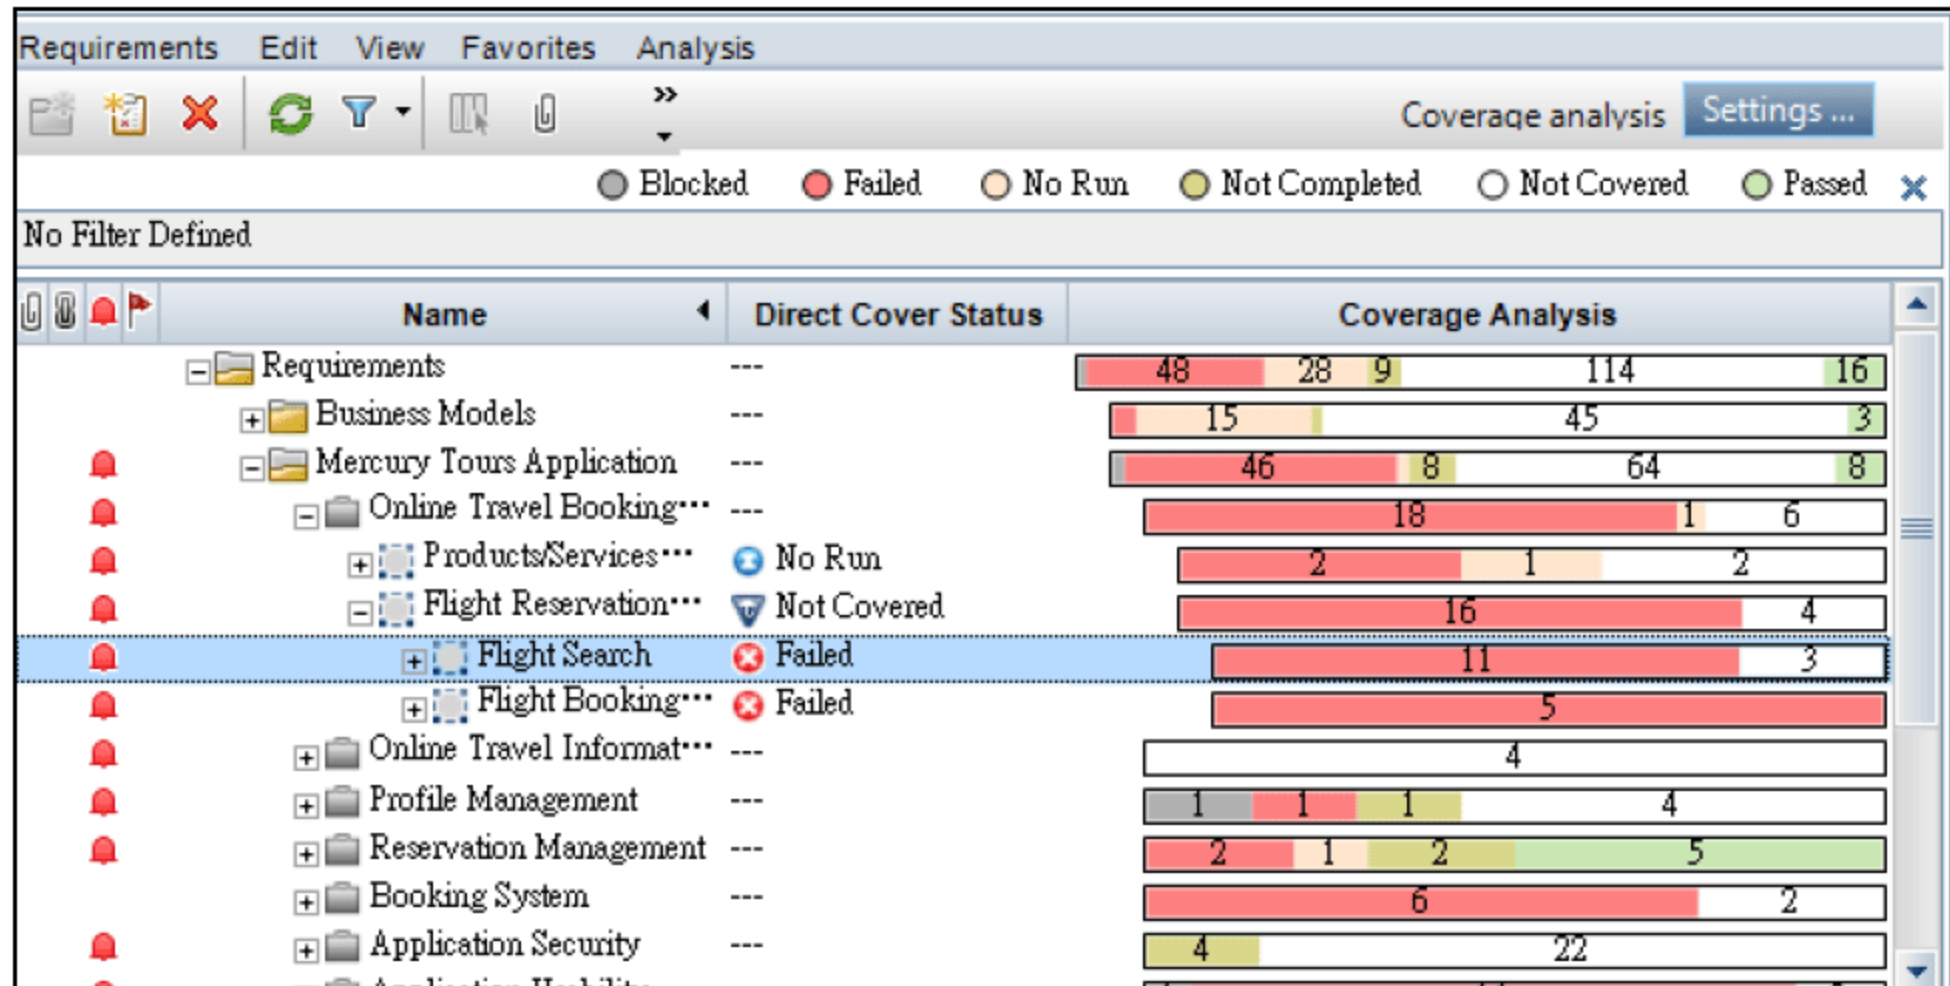 Requirements Edit View Favorites Analysis
Coverage analysis Settings ...
Blocked Failed No Run Not Completed Not Covered Passed
No Filter Defined
Name Direct Cover Status Coverage Analysis
Requirements --- 48 28 9 114 16
Business Models --- 15 45 3
Mercury Tours Application --- 46 8 64 8
Online Travel Booking... --- 18 1 6
Products/Services... No Run 2 1 2
Flight Reservation... Not Covered 16 4
Flight Search Failed 11 3
Flight Booking... Failed 5
Online Travel Informat... --- 4
Profile Management --- 1 1 1 4
Reservation Management --- 2 1 2 5
Booking System --- 6 2
Application Security --- 4 22